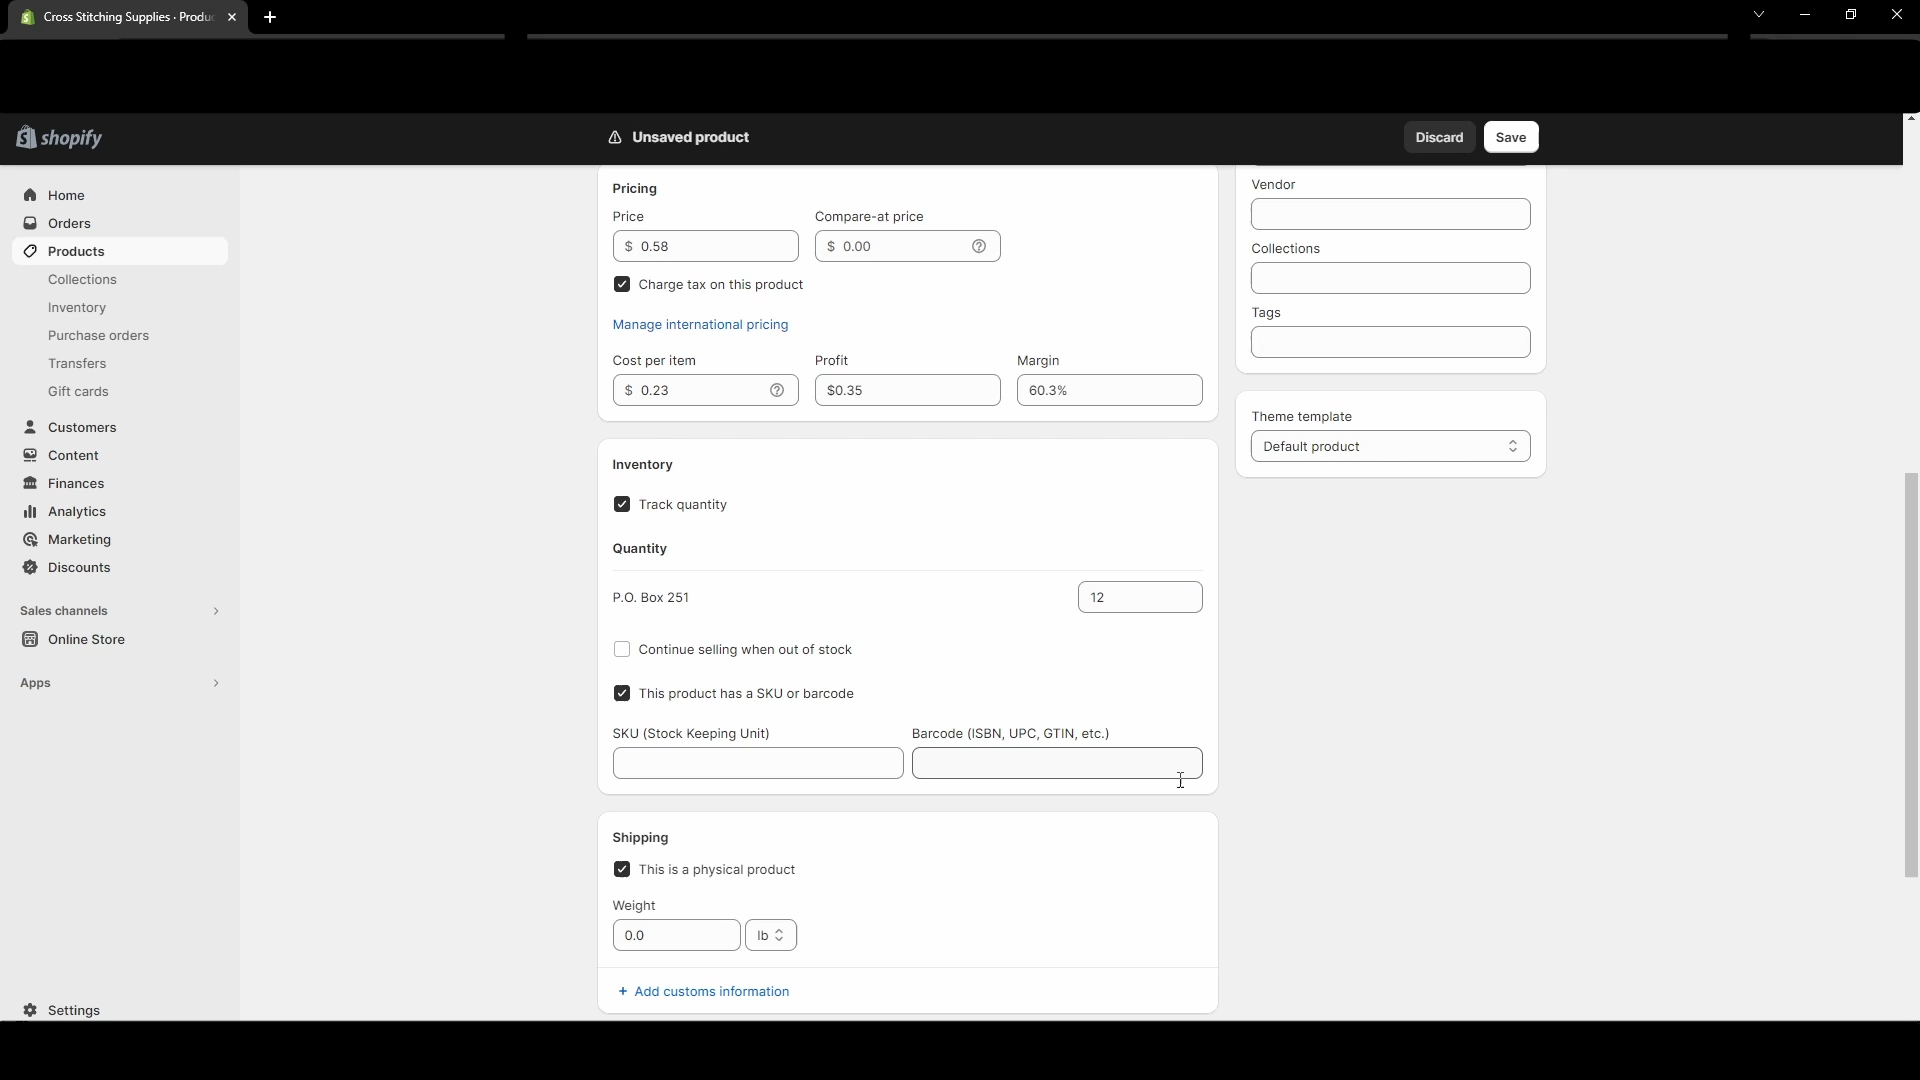 Cross Stitching Supplies · Produ
shopify
Unsaved product
Discard
Save
Home
Orders
Products
Collections
Inventory
Purchase orders
Transfers
Gift cards
Customers
Content
Finances
Analytics
Marketing
Discounts
Sales channels
Online Store
Apps
Settings
Pricing
Price
Compare-at price
$ 0.58
$ 0.00
Charge tax on this product
Manage international pricing
Cost per item
Profit
Margin
$ 0.23
$0.35
60.3%
Inventory
Track quantity
Quantity
P.O. Box 251
12
Continue selling when out of stock
This product has a SKU or barcode
SKU (Stock Keeping Unit)
Barcode (ISBN, UPC, GTIN, etc.)
Shipping
This is a physical product
Weight
0.0
lb
+ Add customs information
Vendor
Collections
Tags
Theme template
Default product